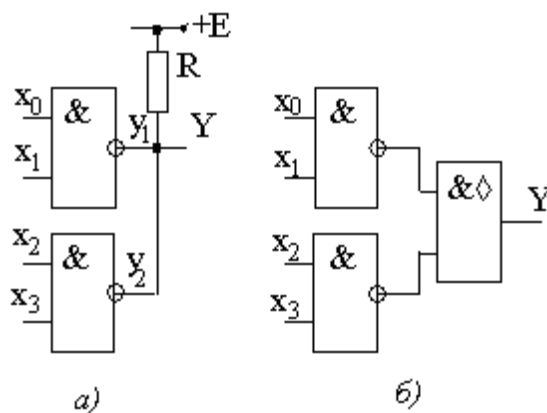 +E
R
x0 & y1 Y
x1
x2 & y2
x3
а)
x0 &
x1
&◊ Y
x2 &
x3
б)